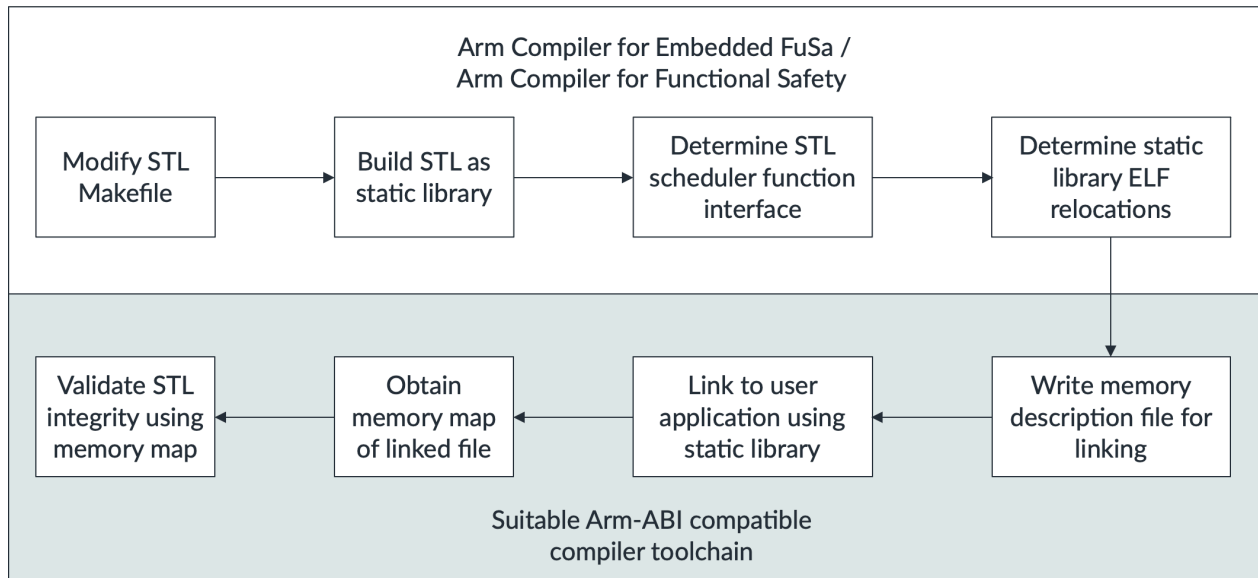 Arm Compiler for Embedded FuSa /
Arm Compiler for Functional Safety
Modify STL
Makefile
Build STL as
static library
Determine STL
scheduler function
interface
Determine static
library ELF
relocations
Write memory
description file for
linking
Link to user
application using
static library
Obtain
memory map
of linked file
Validate STL
integrity using
memory map
Suitable Arm-ABI compatible
compiler toolchain